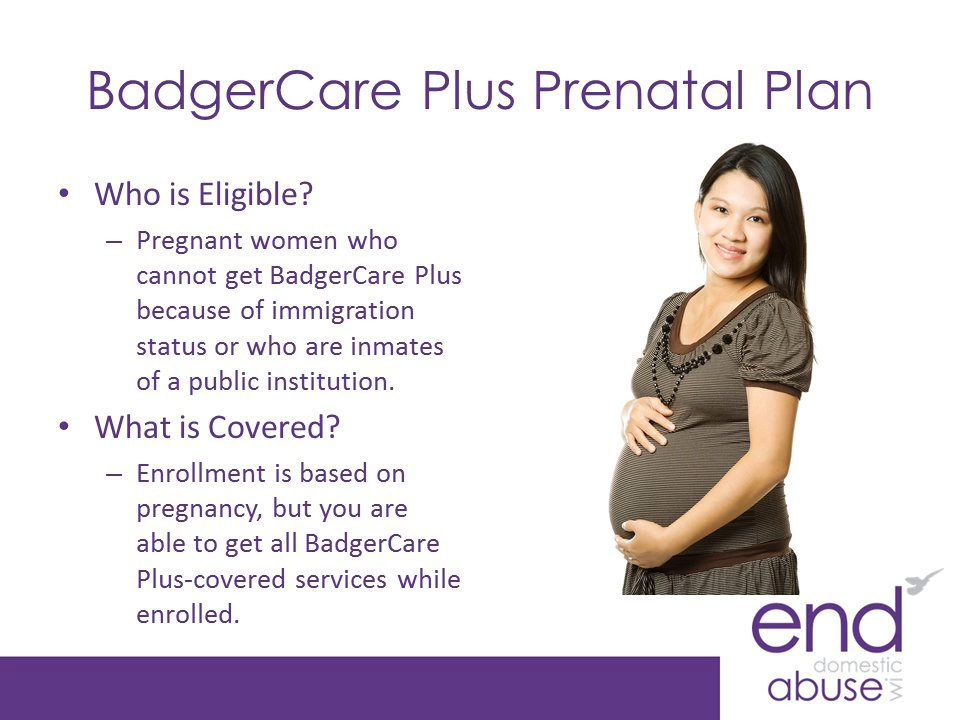 BadgerCare Plus Prenatal Plan
• Who is Eligible?
– Pregnant women who
cannot get BadgerCare Plus
because of immigration
status or who are inmates
of a public institution.
• What is Covered?
– Enrollment is based on
pregnancy, but you are
able to get all BadgerCare
Plus-covered services while
enrolled.
end
domestic
abuse
wi